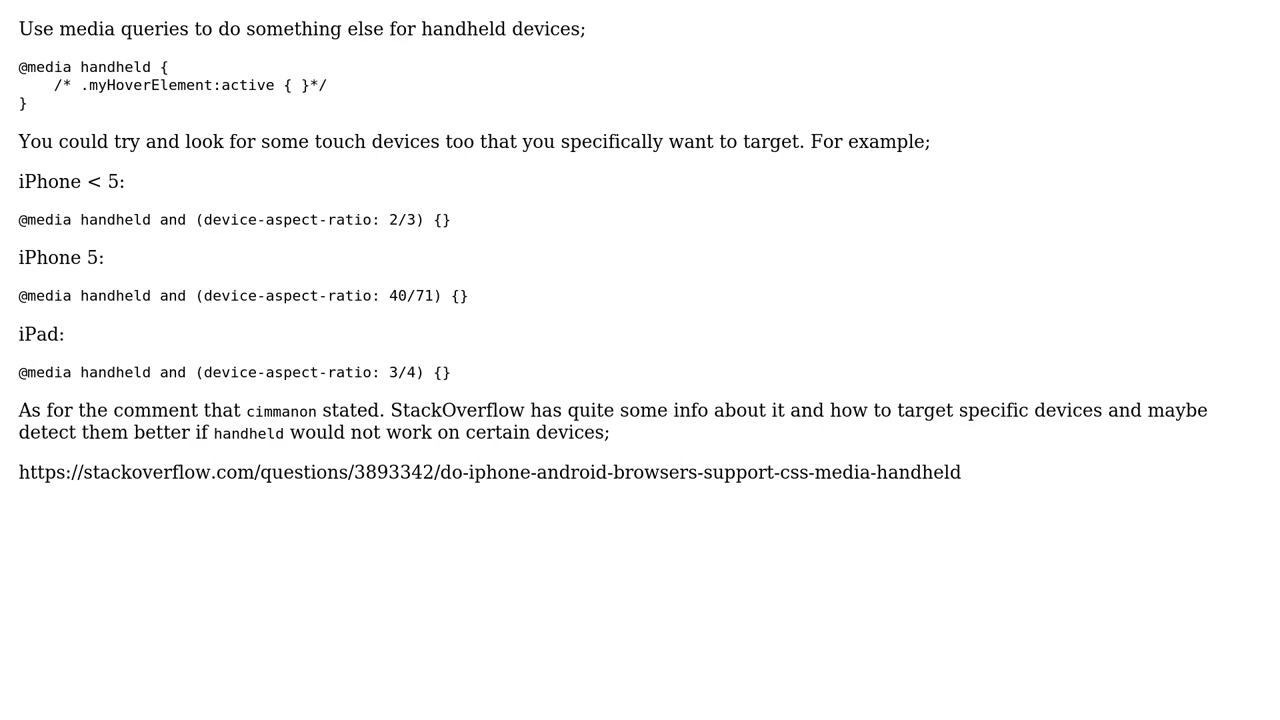 Use media queries to do something else for handheld devices;
@media handheld {
    /* .myHoverElement:active { }*/
}
You could try and look for some touch devices too that you specifically want to target. For example;
iPhone < 5:
@media handheld and (device-aspect-ratio: 2/3) {}
iPhone 5:
@media handheld and (device-aspect-ratio: 40/71) {}
iPad:
@media handheld and (device-aspect-ratio: 3/4) {}
As for the comment that cimmanon stated. StackOverflow has quite some info about it and how to target specific devices and maybe
detect them better if handheld would not work on certain devices;
https://stackoverflow.com/questions/3893342/do-iphone-android-browsers-support-css-media-handheld